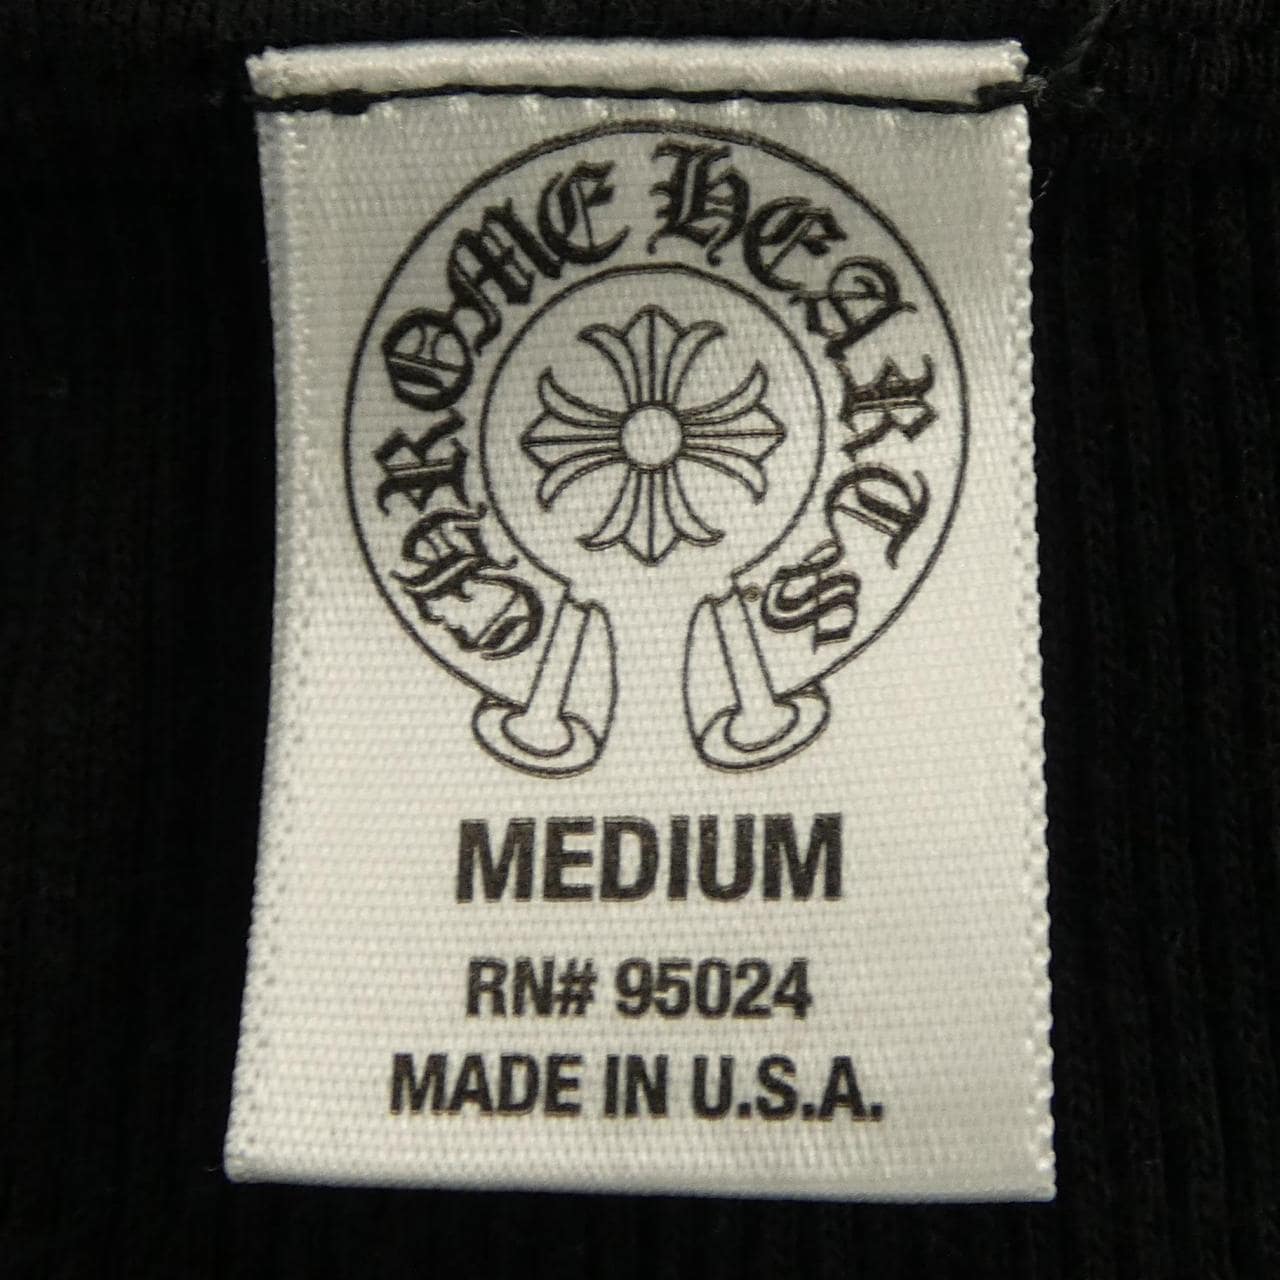 CHROME HEARTS
MEDIUM
RN# 95024
MADE IN U.S.A.